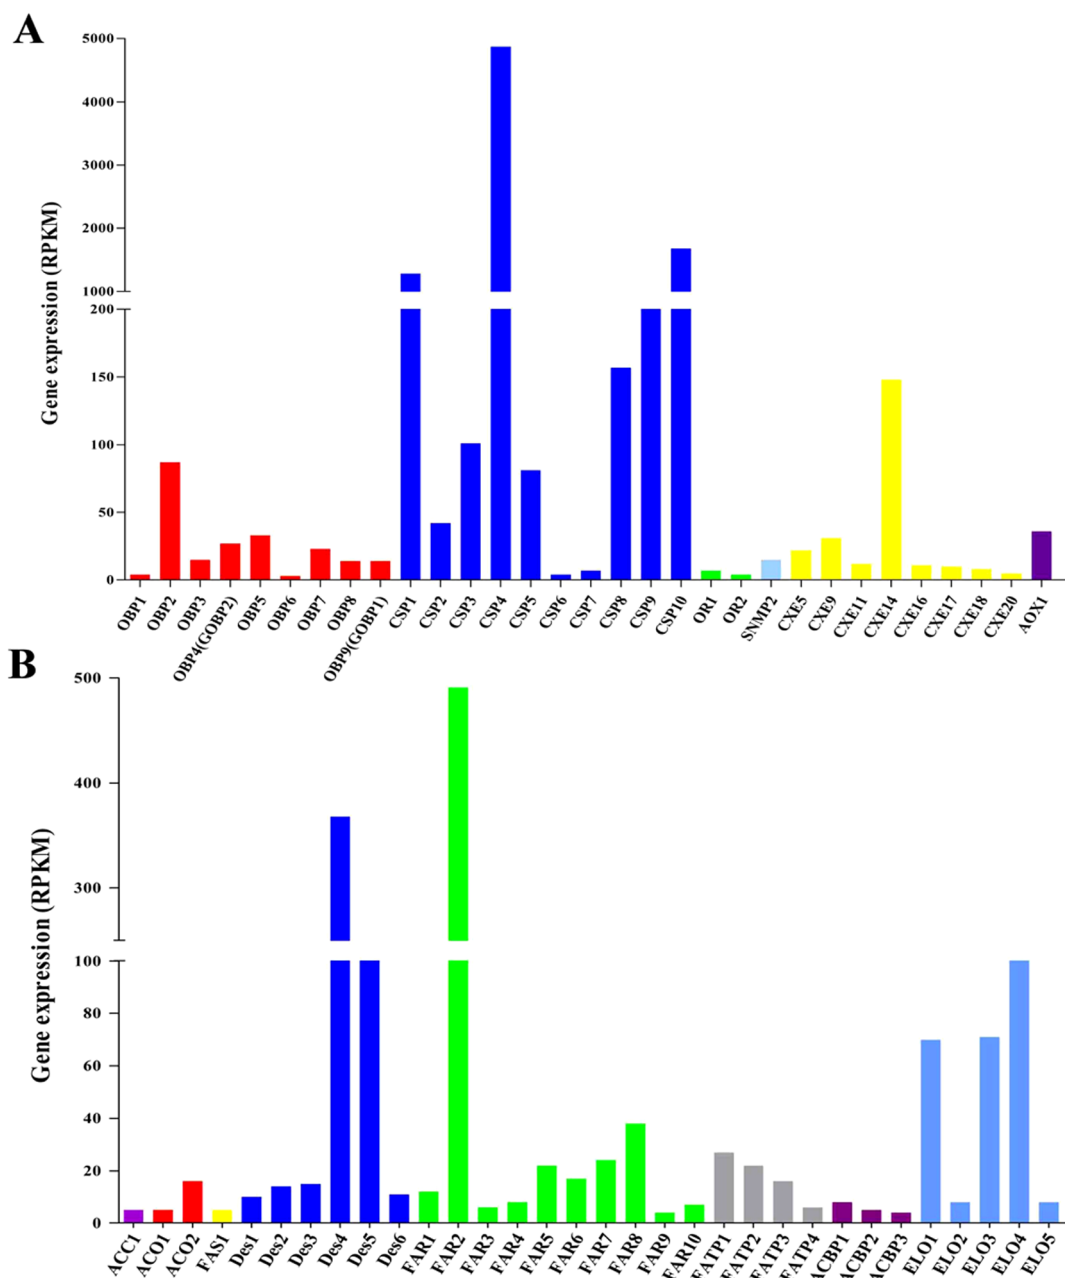 A
5000
4000
3000
2000
1000
200
150
100
50
0
Gene expression (RPKM)
OBP1
OBP2
OBP3
OBP4(GOBP2)
OBP5
OBP6
OBP7
OBP8
OBP9(GOBP1)
CSP1
CSP2
CSP3
CSP4
CSP5
CSP6
CSP7
CSP8
CSP9
CSP10
OR1
OR2
SNMP2
CXE5
CXE9
CXE11
CXE14
CXE16
CXE17
CXE18
CXE20
AOX1
B
500
400
300
100
80
60
40
20
0
Gene expression (RPKM)
ACC1
ACO1
ACO2
FAS1
Des1
Des2
Des3
Des4
Des5
Des6
FAR1
FAR2
FAR3
FAR4
FAR5
FAR6
FAR7
FAR8
FAR9
FAR10
FATP1
FATP2
FATP3
FATP4
ACBP1
ACBP2
ACBP3
ELO1
ELO2
ELO3
ELO4
ELO5